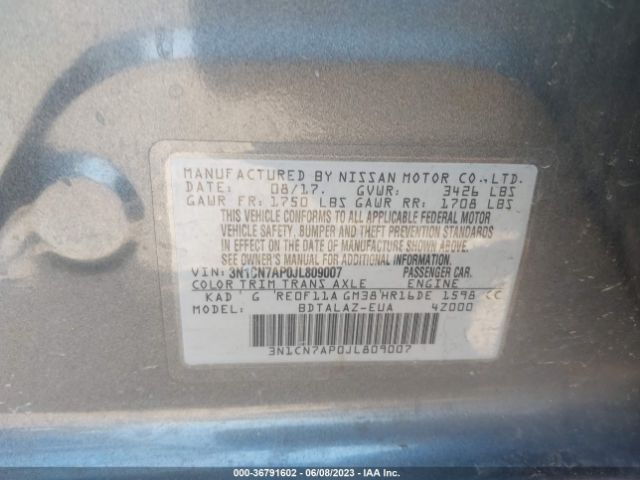 MANUFACTURED BY NISSAN MOTOR CO.,LTD.
DATE: 08/17. GVWR: 3426 LBS
GAWR FR: 1750 LBS GAWR RR: 1708 LBS
THIS VEHICLE CONFORMS TO ALL APPLICABLE FEDERAL MOTOR
VEHICLE SAFETY, BUMPER AND THEFT PREVENTION STANDARDS
IN EFFECT ON THE DATE OF MANUFACTURE SHOWN ABOVE.
SEE OWNER'S MANUAL FOR ADDITIONAL INFORMATION.
VIN: 3N1CN7AP0JL809007 PASSENGER CAR.
COLOR TRIM TRANS AXLE ENGINE
KAD G RE0F11A GM38 HR16DE 1598 CC
MODEL: BDTALAZ-EUA 4Z000
3N1CN7AP0JL809007
000-36791602 - 06/08/2023 - IAA Inc.